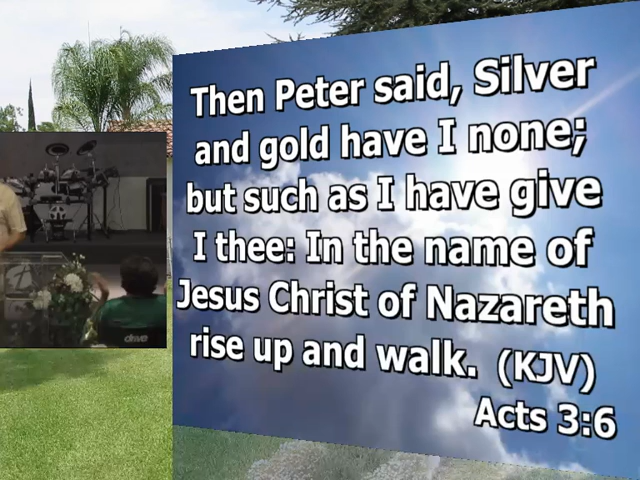 Then Peter said, Silver
and gold have I none;
but such as I have give
I thee: In the name of
Jesus Christ of Nazareth
rise up and walk. (KJV)
Acts 3:6
drive